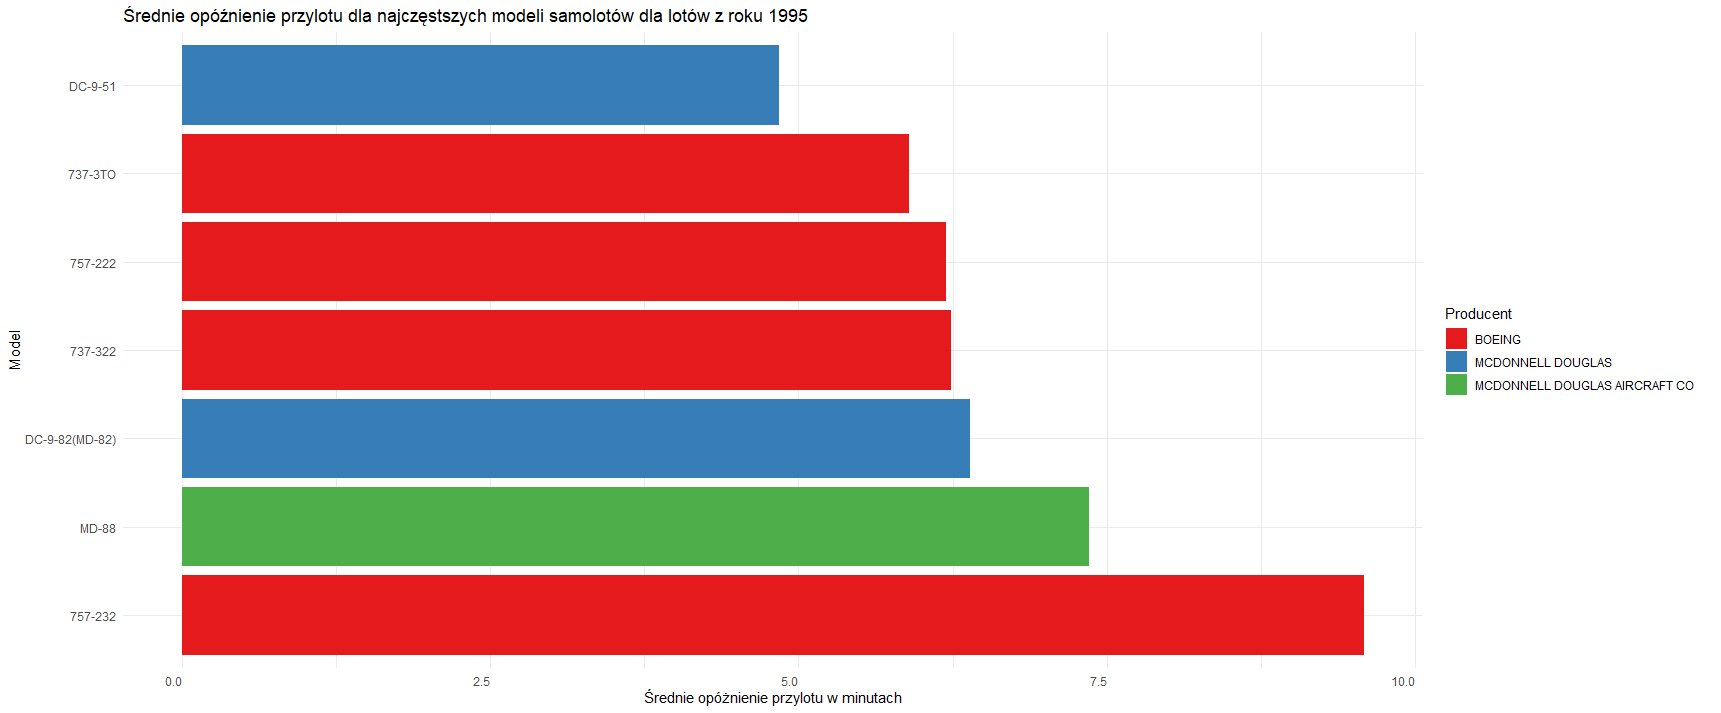 Średnie opóźnienie przylotu dla najczęstszych modeli samolotów dla lotów z roku 1995
DC-9-51
737-3TO
757-222
737-322
DC-9-82(MD-82)
MD-88
757-232
Model
0.0 2.5 5.0 7.5 10.0
Średnie opóżnienie przylotu w minutach
Producent
BOEING
MCDONNELL DOUGLAS
MCDONNELL DOUGLAS AIRCRAFT CO